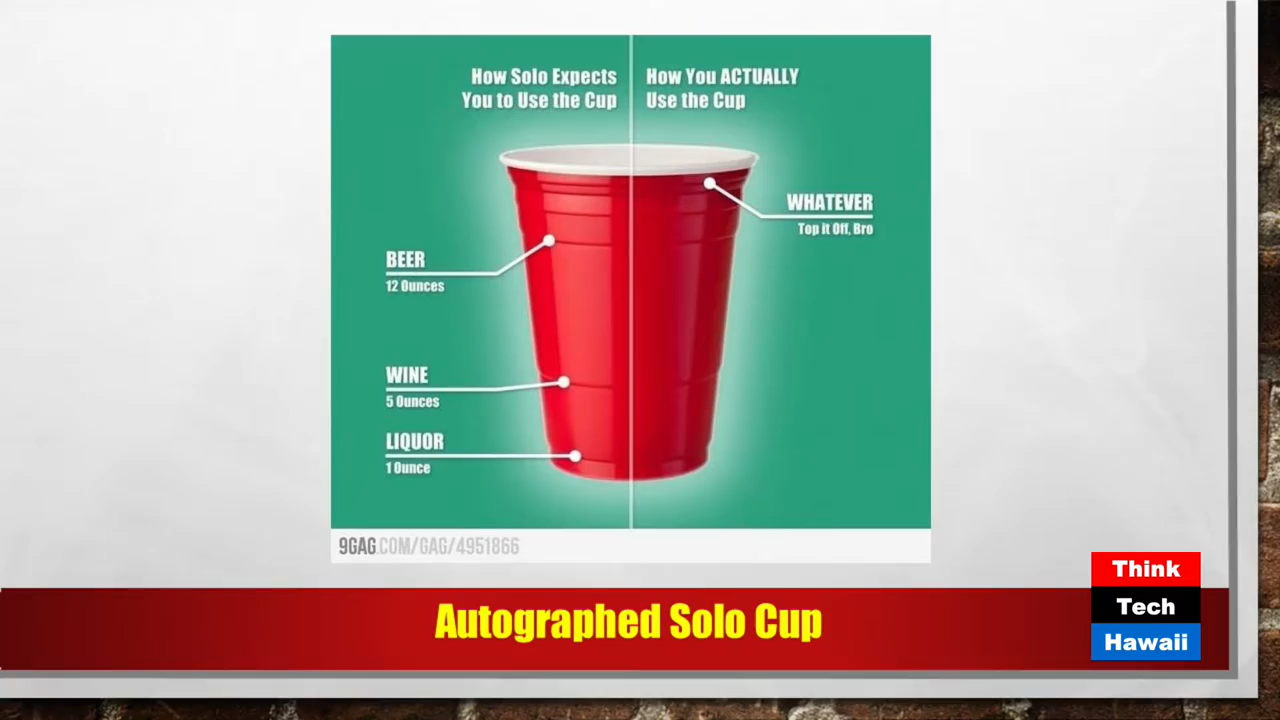 How Solo Expects
You to Use the Cup
How You ACTUALLY
Use the Cup
WHATEVER
Top it Off, Bro
BEER
12 Ounces
WINE
5 Ounces
LIQUOR
1 Ounce
9GAG.COM/GAG/4951866
Autographed Solo Cup
Think
Tech
Hawaii